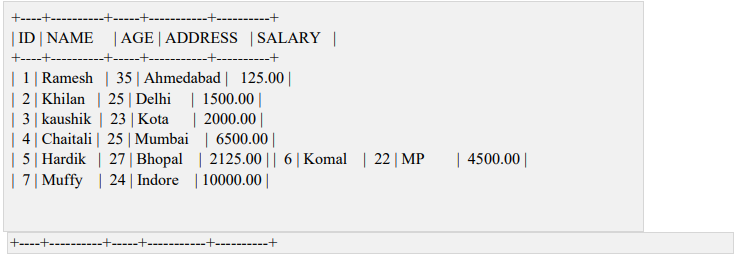 +----+----------+-----+-----------+----------+
| ID | NAME | AGE | ADDRESS | SALARY |
+----+----------+-----+-----------+----------+
| 1 | Ramesh | 35 | Ahmedabad | 125.00 |
| 2 | Khilan | 25 | Delhi | 1500.00 |
| 3 | kaushik | 23 | Kota | 2000.00 |
| 4 | Chaitali | 25 | Mumbai | 6500.00 |
| 5 | Hardik | 27 | Bhopal | 2125.00 | | 6 | Komal | 22 | MP | 4500.00 |
| 7 | Muffy | 24 | Indore | 10000.00 |
+----+----------+-----+-----------+----------+